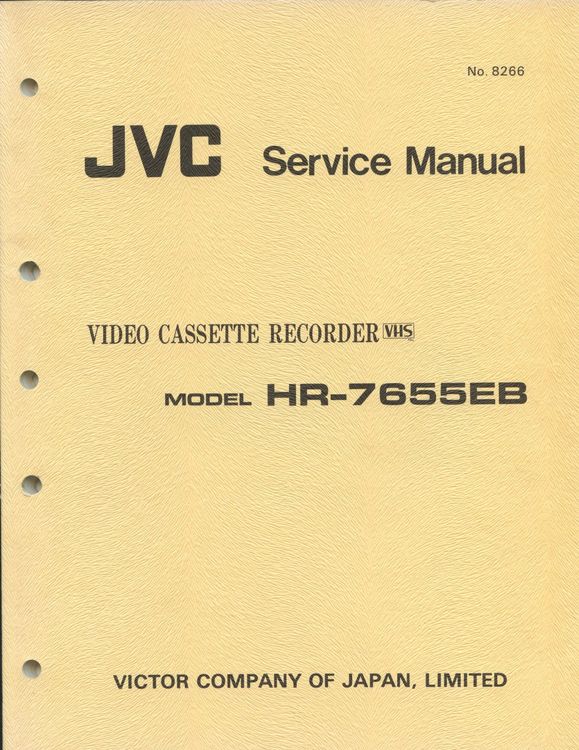 No. 8266
JVC Service Manual
VIDEO CASSETTE RECORDER VHS
MODEL HR-7655EB
VICTOR COMPANY OF JAPAN, LIMITED